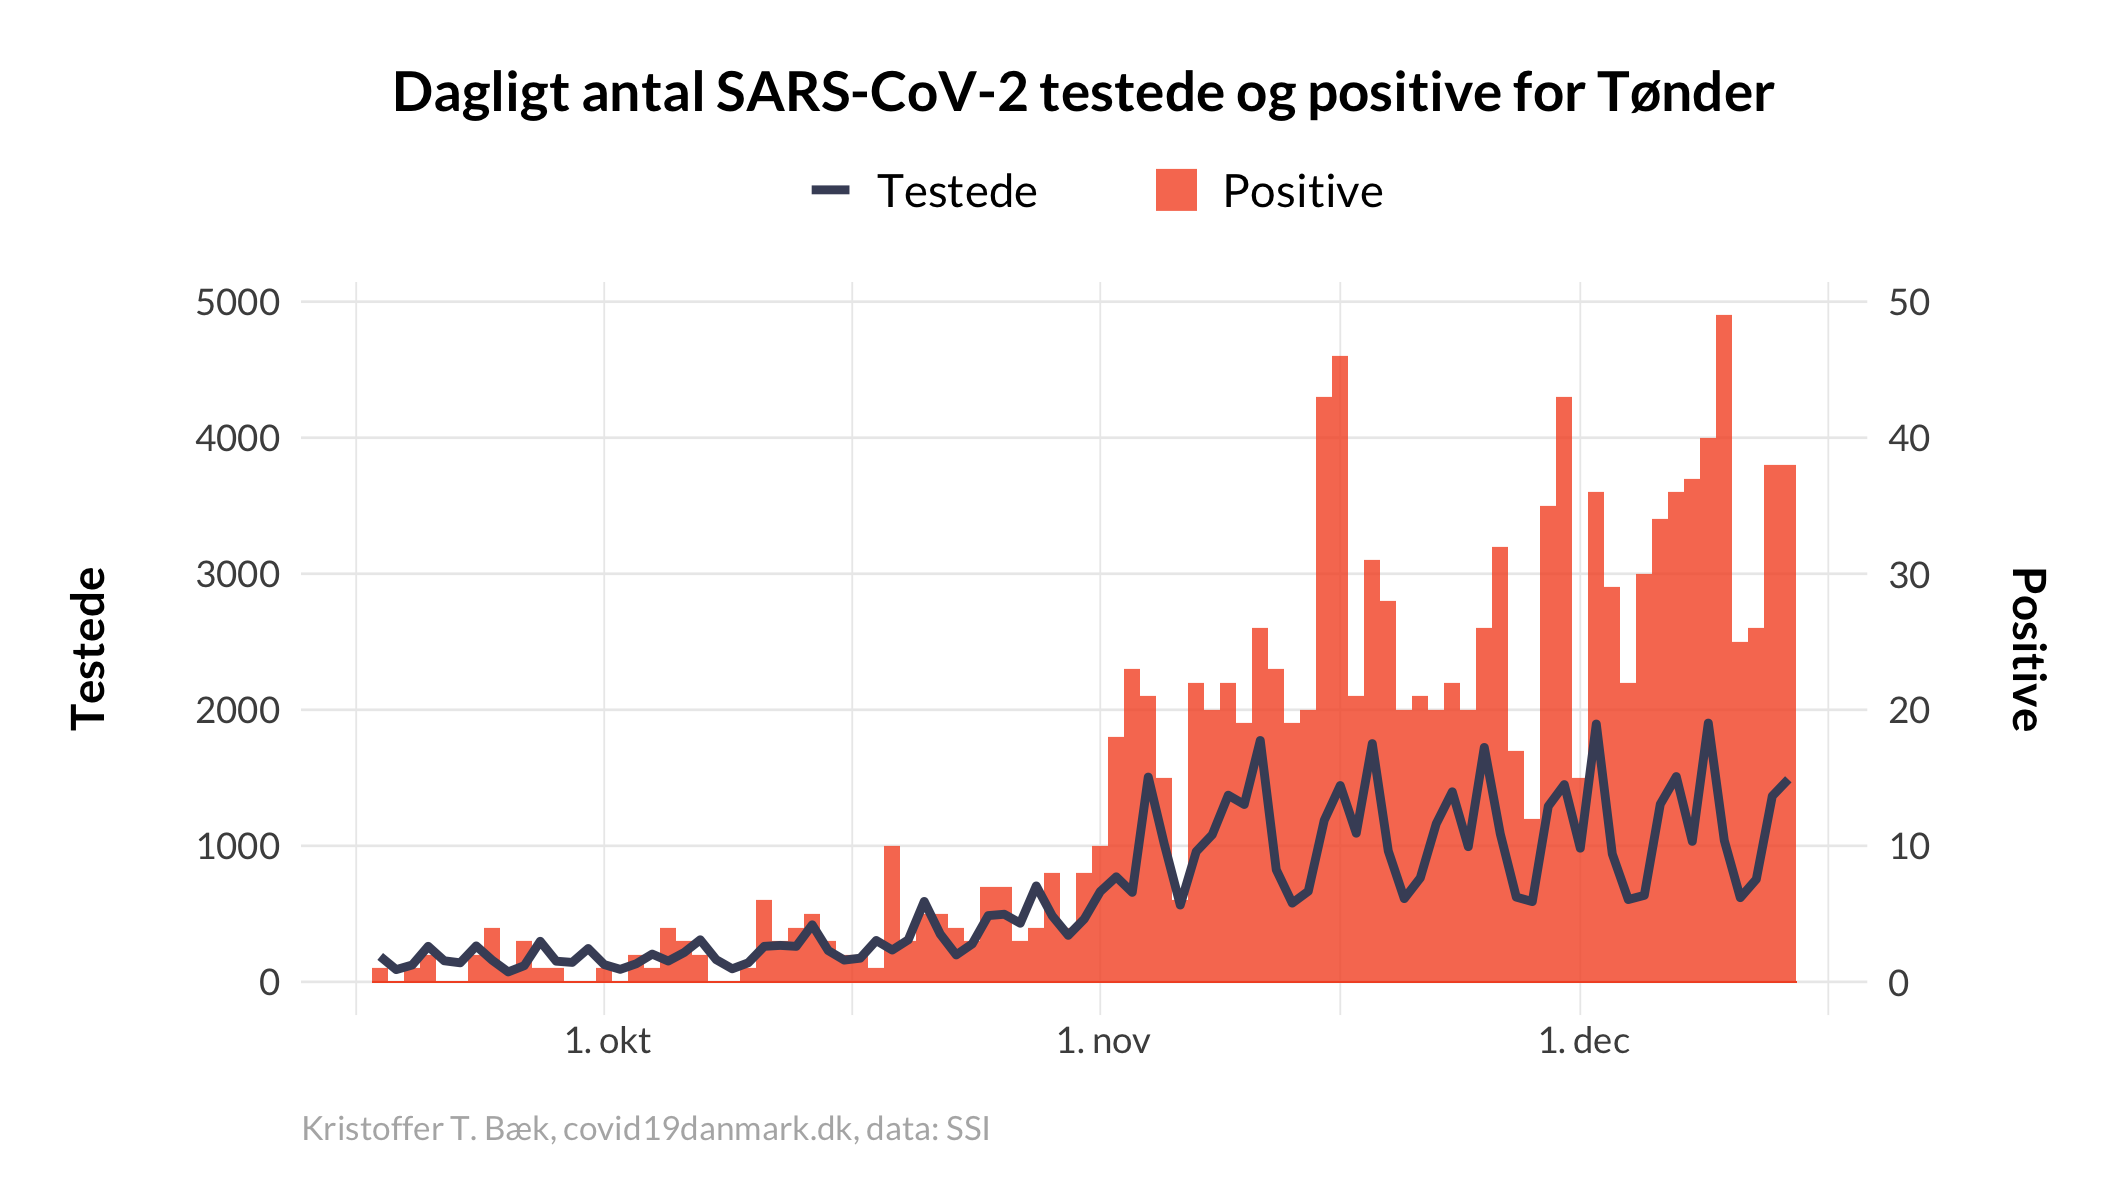 Dagligt antal SARS-CoV-2 testede og positive for Tønder
Testede
Positive
5000
4000
3000
2000
1000
0
50
40
30
20
10
0
Testede
Positive
1. okt
1. nov
1. dec
Kristoffer T. Bæk, covid19danmark.dk, data: SSI